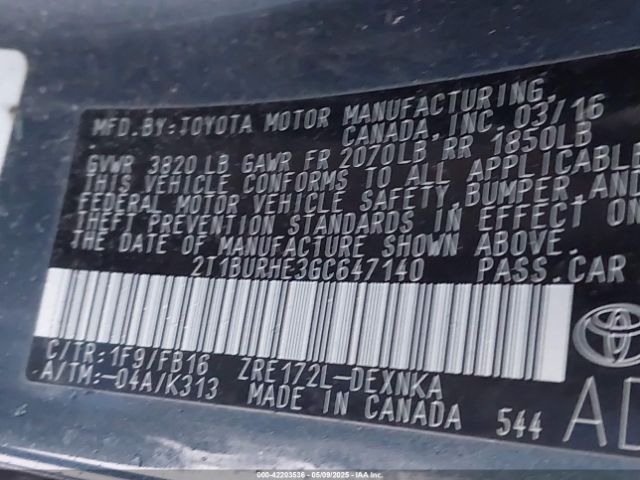 MFD.BY:TOYOTA MOTOR MANUFACTURING,
CANADA, INC. 03/16
GVWR 3820 LB GAWR FR 2070LB RR 1850LB
THIS VEHICLE CONFORMS TO ALL APPLICABLE
FEDERAL MOTOR VEHICLE SAFETY,BUMPER,AND
THEFT PREVENTION STANDARDS IN EFFECT ON
THE DATE OF MANUFACTURE SHOWN ABOVE.
2T1BURHE3GC647140 PASS.CAR
C/TR:1F9/FB16 ZRE172L-DEXNKA
A/TM:-04A/K313 MADE IN CANADA 544
AD
000-42203536 05/09/2025 IAA